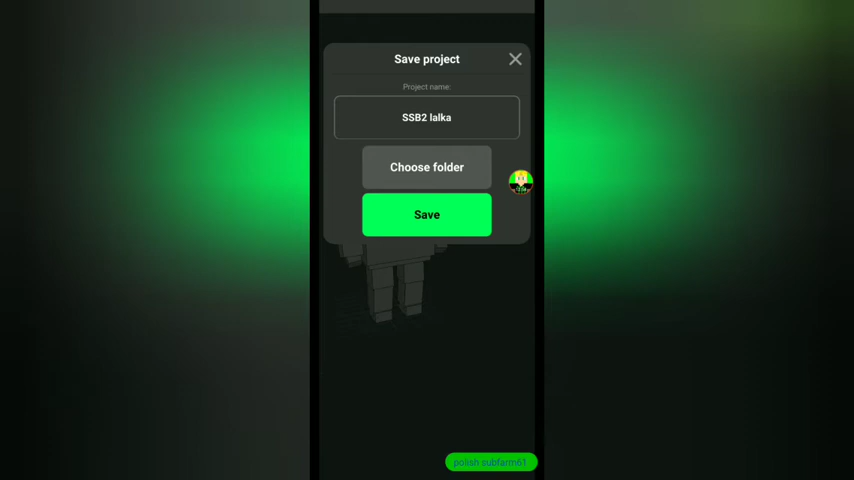 Save project
Project name:
SSB2 lalka
Choose folder
Save
polish subfarm61